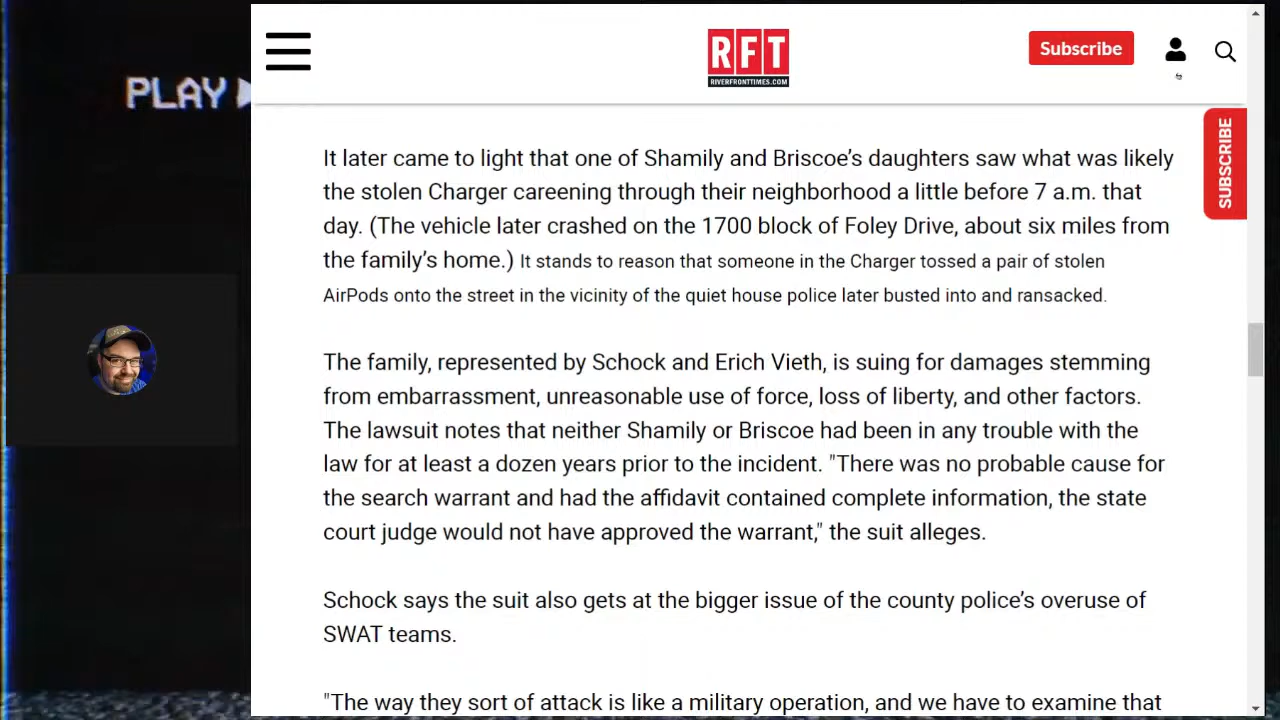 PLAY
RFT
RIVERFRONTTIMES.COM
Subscribe
SUBSCRIBE
It later came to light that one of Shamily and Briscoe’s daughters saw what was likely
the stolen Charger careening through their neighborhood a little before 7 a.m. that
day. (The vehicle later crashed on the 1700 block of Foley Drive, about six miles from
the family’s home.) It stands to reason that someone in the Charger tossed a pair of stolen
AirPods onto the street in the vicinity of the quiet house police later busted into and ransacked.
The family, represented by Schock and Erich Vieth, is suing for damages stemming
from embarrassment, unreasonable use of force, loss of liberty, and other factors.
The lawsuit notes that neither Shamily or Briscoe had been in any trouble with the
law for at least a dozen years prior to the incident. "There was no probable cause for
the search warrant and had the affidavit contained complete information, the state
court judge would not have approved the warrant," the suit alleges.
Schock says the suit also gets at the bigger issue of the county police’s overuse of
SWAT teams.
"The way they sort of attack is like a military operation, and we have to examine that